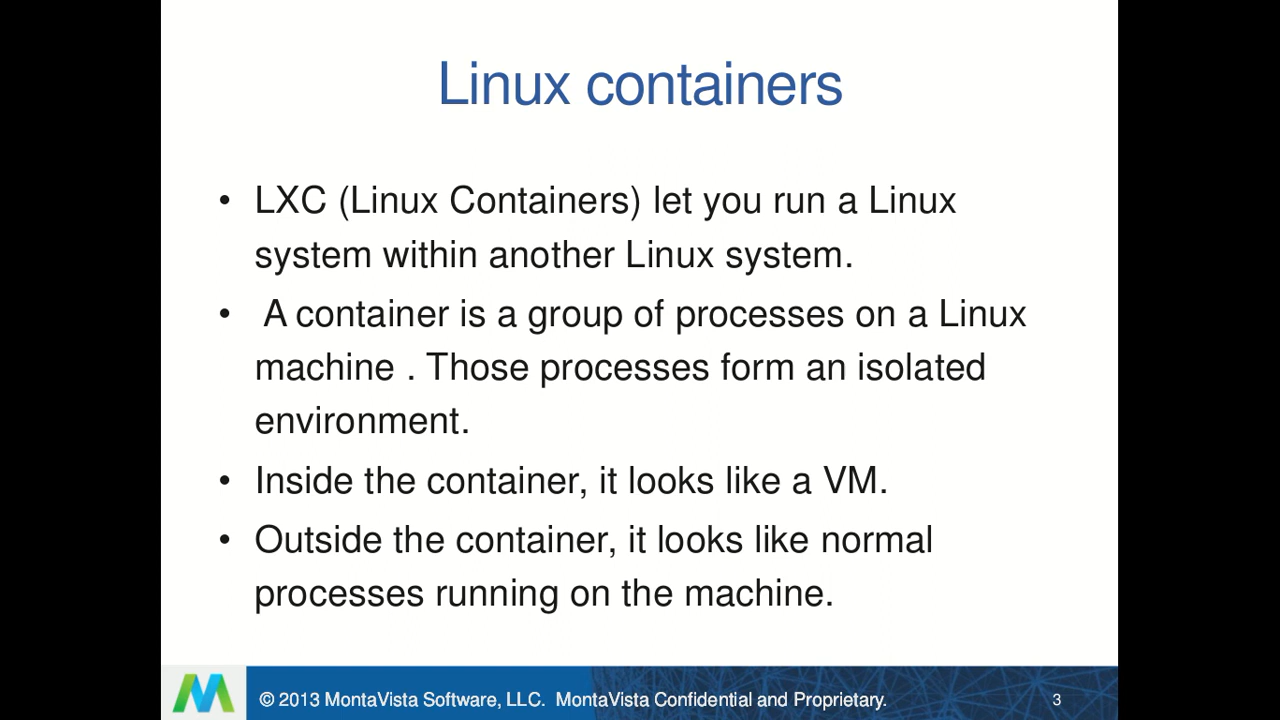 Linux containers
• LXC (Linux Containers) let you run a Linux
system within another Linux system.
• A container is a group of processes on a Linux
machine . Those processes form an isolated
environment.
• Inside the container, it looks like a VM.
• Outside the container, it looks like normal
processes running on the machine.
© 2013 MontaVista Software, LLC. MontaVista Confidential and Proprietary. 3